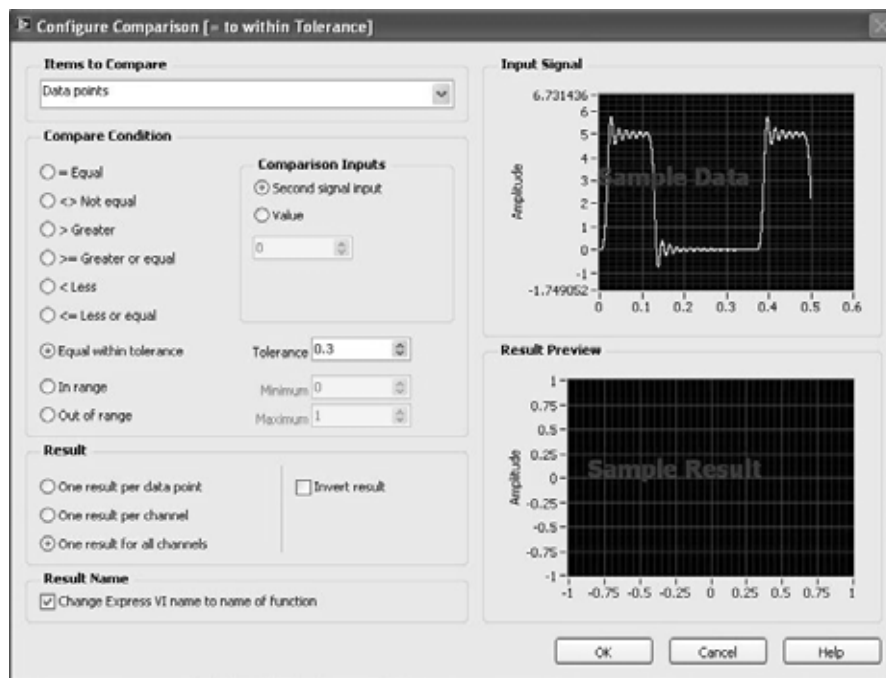 Configure Comparison [= to within Tolerance]
Items to Compare
Data points
Compare Condition
= Equal
<> Not equal
> Greater
>= Greater or equal
< Less
<= Less or equal
Equal within tolerance
In range
Out of range
Comparison Inputs
Second signal input
Value
0
Tolerance 0.3
Minimum 0
Maximum 1
Result
One result per data point
One result per channel
One result for all channels
Invert result
Result Name
Change Express VI name to name of function
Input Signal
6.731436
6
5
4
3
2
1
0
-1
-1.749052
Amplitude
Sample Data
0 0.1 0.2 0.3 0.4 0.5 0.6
Result Preview
1
0.75
0.5
0.25
0
-0.25
-0.5
-0.75
-1
Amplitude
Sample Result
-1 -0.75 -0.5 -0.25 0 0.25 0.5 0.75 1
OK Cancel Help